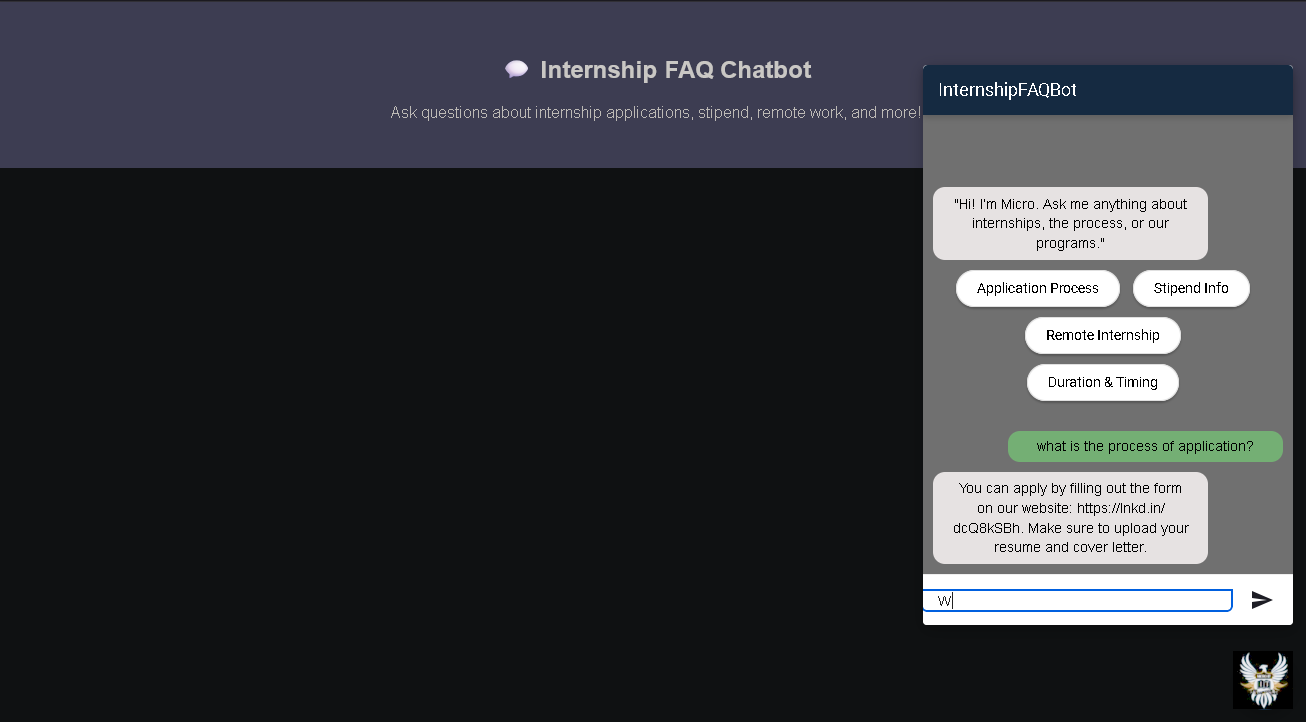 Internship FAQ Chatbot
Ask questions about internship applications, stipend, remote work, and more!
InternshipFAQBot
"Hi! I'm Micro. Ask me anything about
internships, the process, or our
programs."
Application Process
Stipend Info
Remote Internship
Duration & Timing
what is the process of application?
You can apply by filling out the form
on our website: https://lnkd.in/
dcQ8kSBh. Make sure to upload your
resume and cover letter.
W